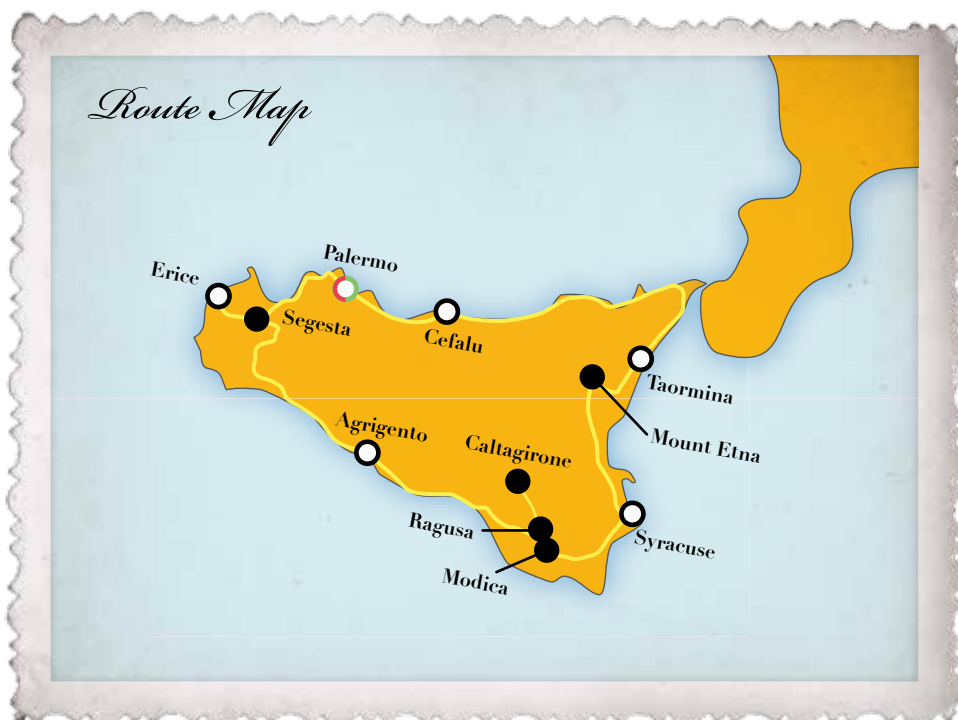 Route Map
Palermo
Erice
Segesta
Cefalu
Taormina
Agrigento
Caltagirone
Mount Etna
Ragusa
Syracuse
Modica